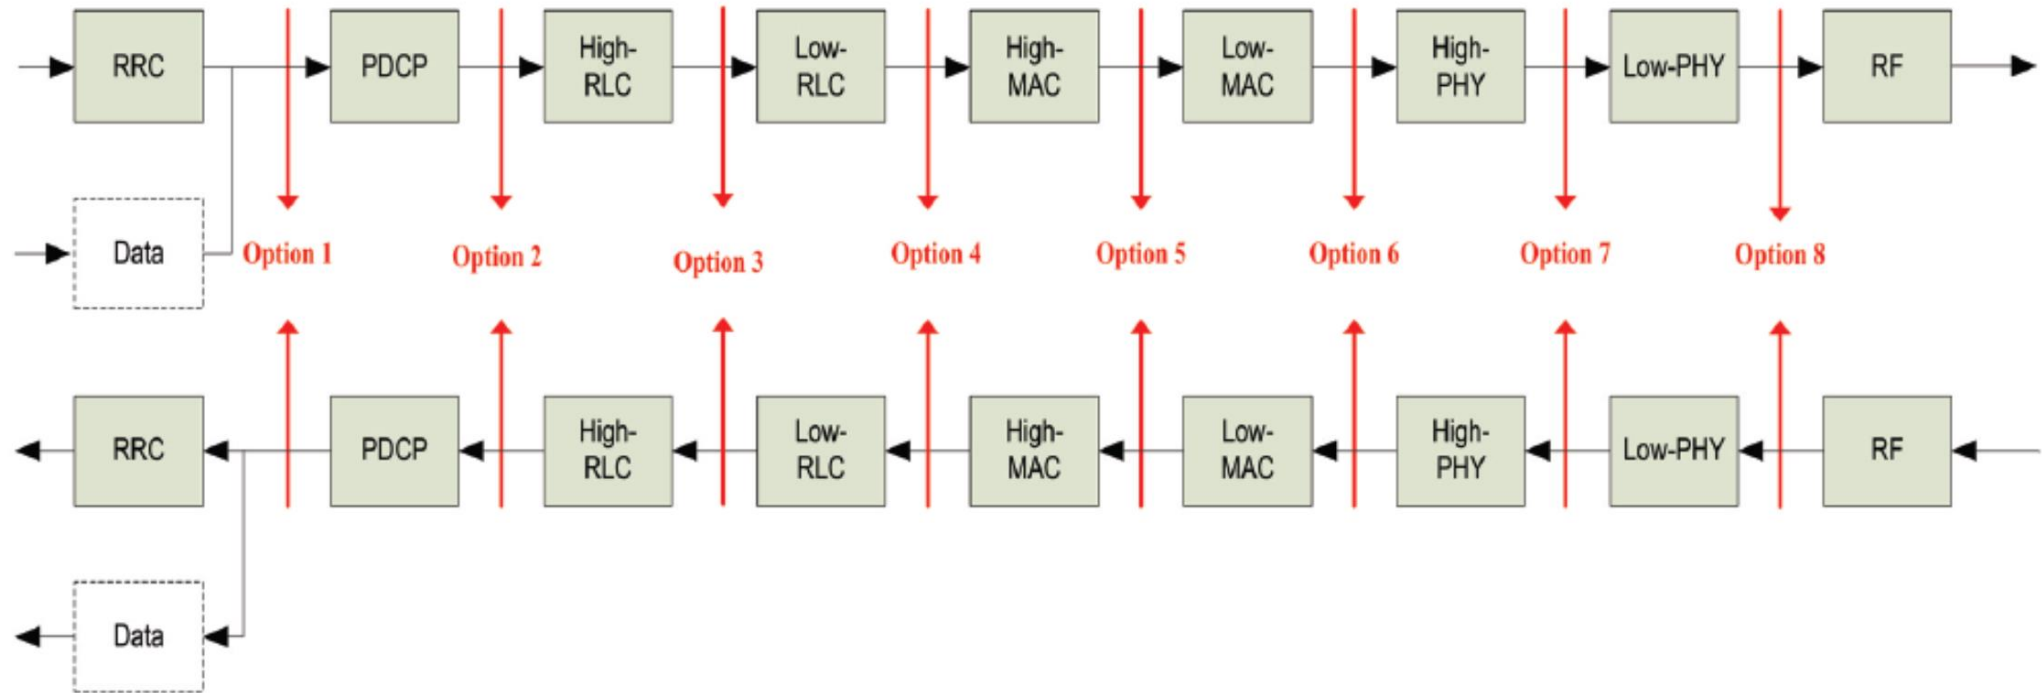 RRC
PDCP
High-
RLC
Low-
RLC
High-
MAC
Low-
MAC
High-
PHY
Low-PHY
RF
Data
Option 1
Option 2
Option 3
Option 4
Option 5
Option 6
Option 7
Option 8
RRC
PDCP
High-
RLC
Low-
RLC
High-
MAC
Low-
MAC
High-
PHY
Low-PHY
RF
Data